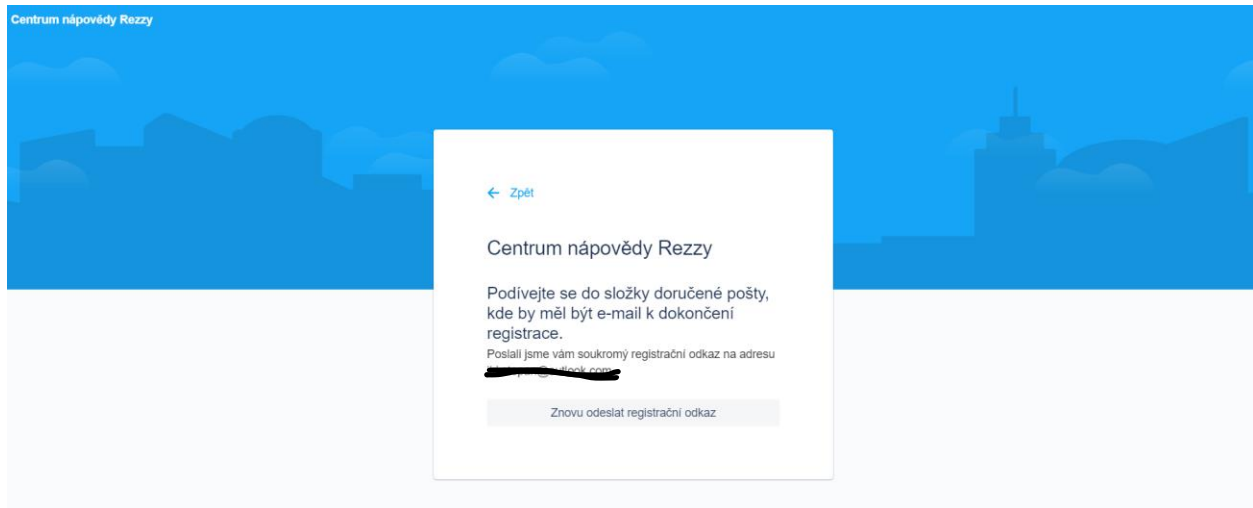 Centrum nápovědy Rezzy
← Zpět
Centrum nápovědy Rezzy
Podívejte se do složky doručené pošty,
kde by měl být e-mail k dokončení
registrace.
Poslali jsme vám soukromý registrační odkaz na adresu
Znovu odeslat registrační odkaz